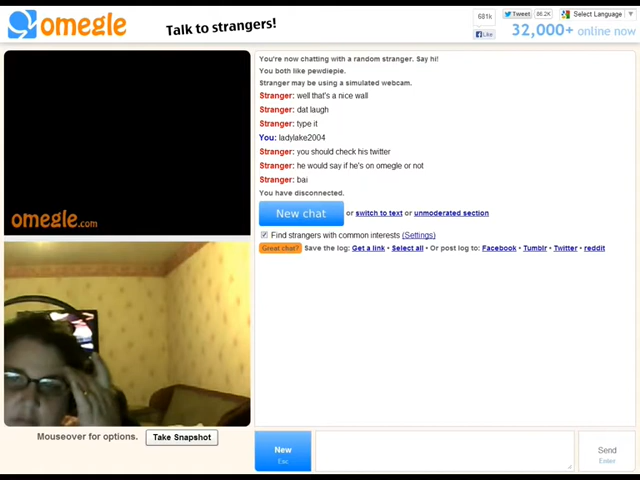 omegle
Talk to strangers!
681k
Like
Tweet
86.2K
Select Language
32,000+ online now
You're now chatting with a random stranger. Say hi!
You both like pewdiepie.
Stranger may be using a simulated webcam.
Stranger: well that's a nice wall
Stranger: dat laugh
Stranger: type it
You: ladylake2004
Stranger: you should check his twitter
Stranger: he would say if he's on omegle or not
Stranger: bai
You have disconnected.
New chat or switch to text or unmoderated section
Find strangers with common interests (Settings)
Great chat? Save the log: Get a link • Select all • Or post log to: Facebook • Tumblr • Twitter • reddit
omegle.com
Mouseover for options. Take Snapshot
New
Esc
Send
Enter